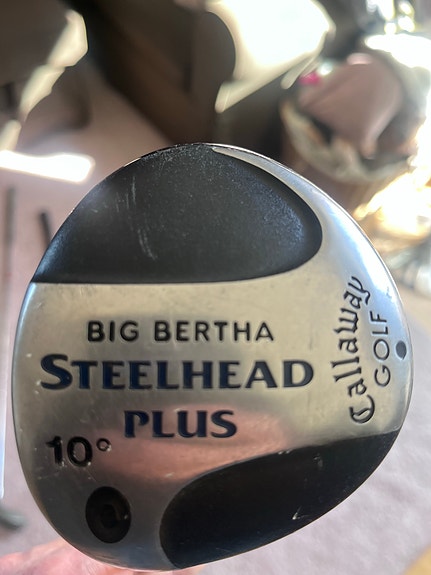 BIG BERTHA
STEELHEAD
PLUS
10°
Callaway
GOLF